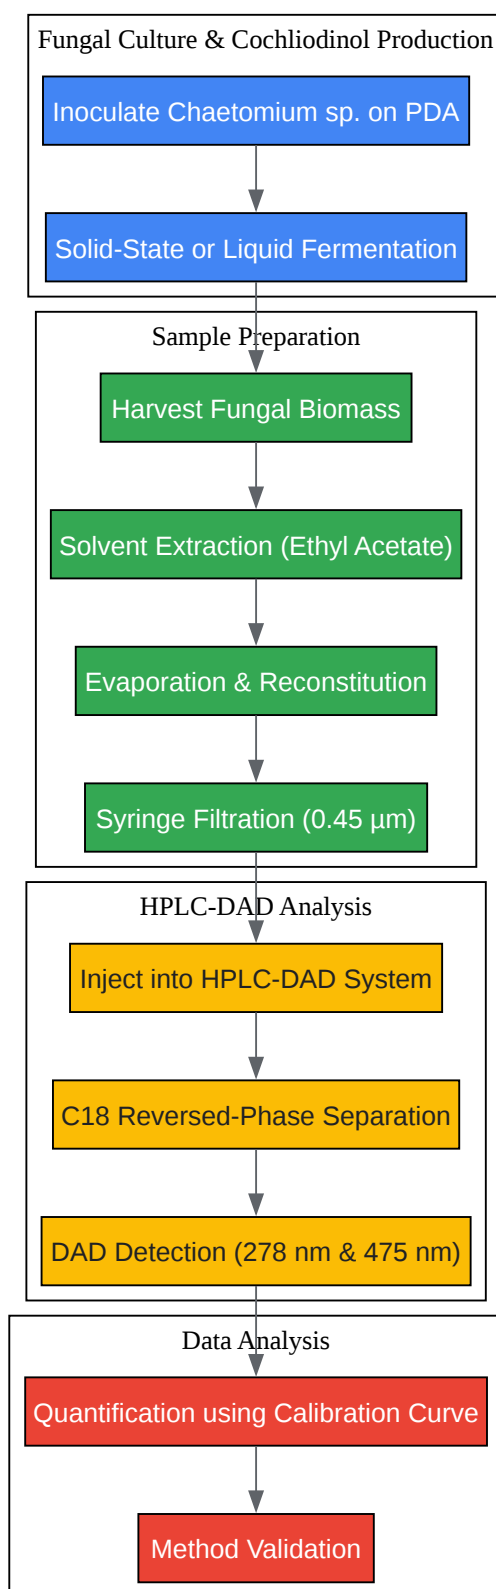 Fungal Culture & Cochliodinol Production
Inoculate Chaetomium sp. on PDA
Solid-State or Liquid Fermentation
Sample Preparation
Harvest Fungal Biomass
Solvent Extraction (Ethyl Acetate)
Evaporation & Reconstitution
Syringe Filtration (0.45 µm)
HPLC-DAD Analysis
Inject into HPLC-DAD System
C18 Reversed-Phase Separation
DAD Detection (278 nm & 475 nm)
Data Analysis
Quantification using Calibration Curve
Method Validation